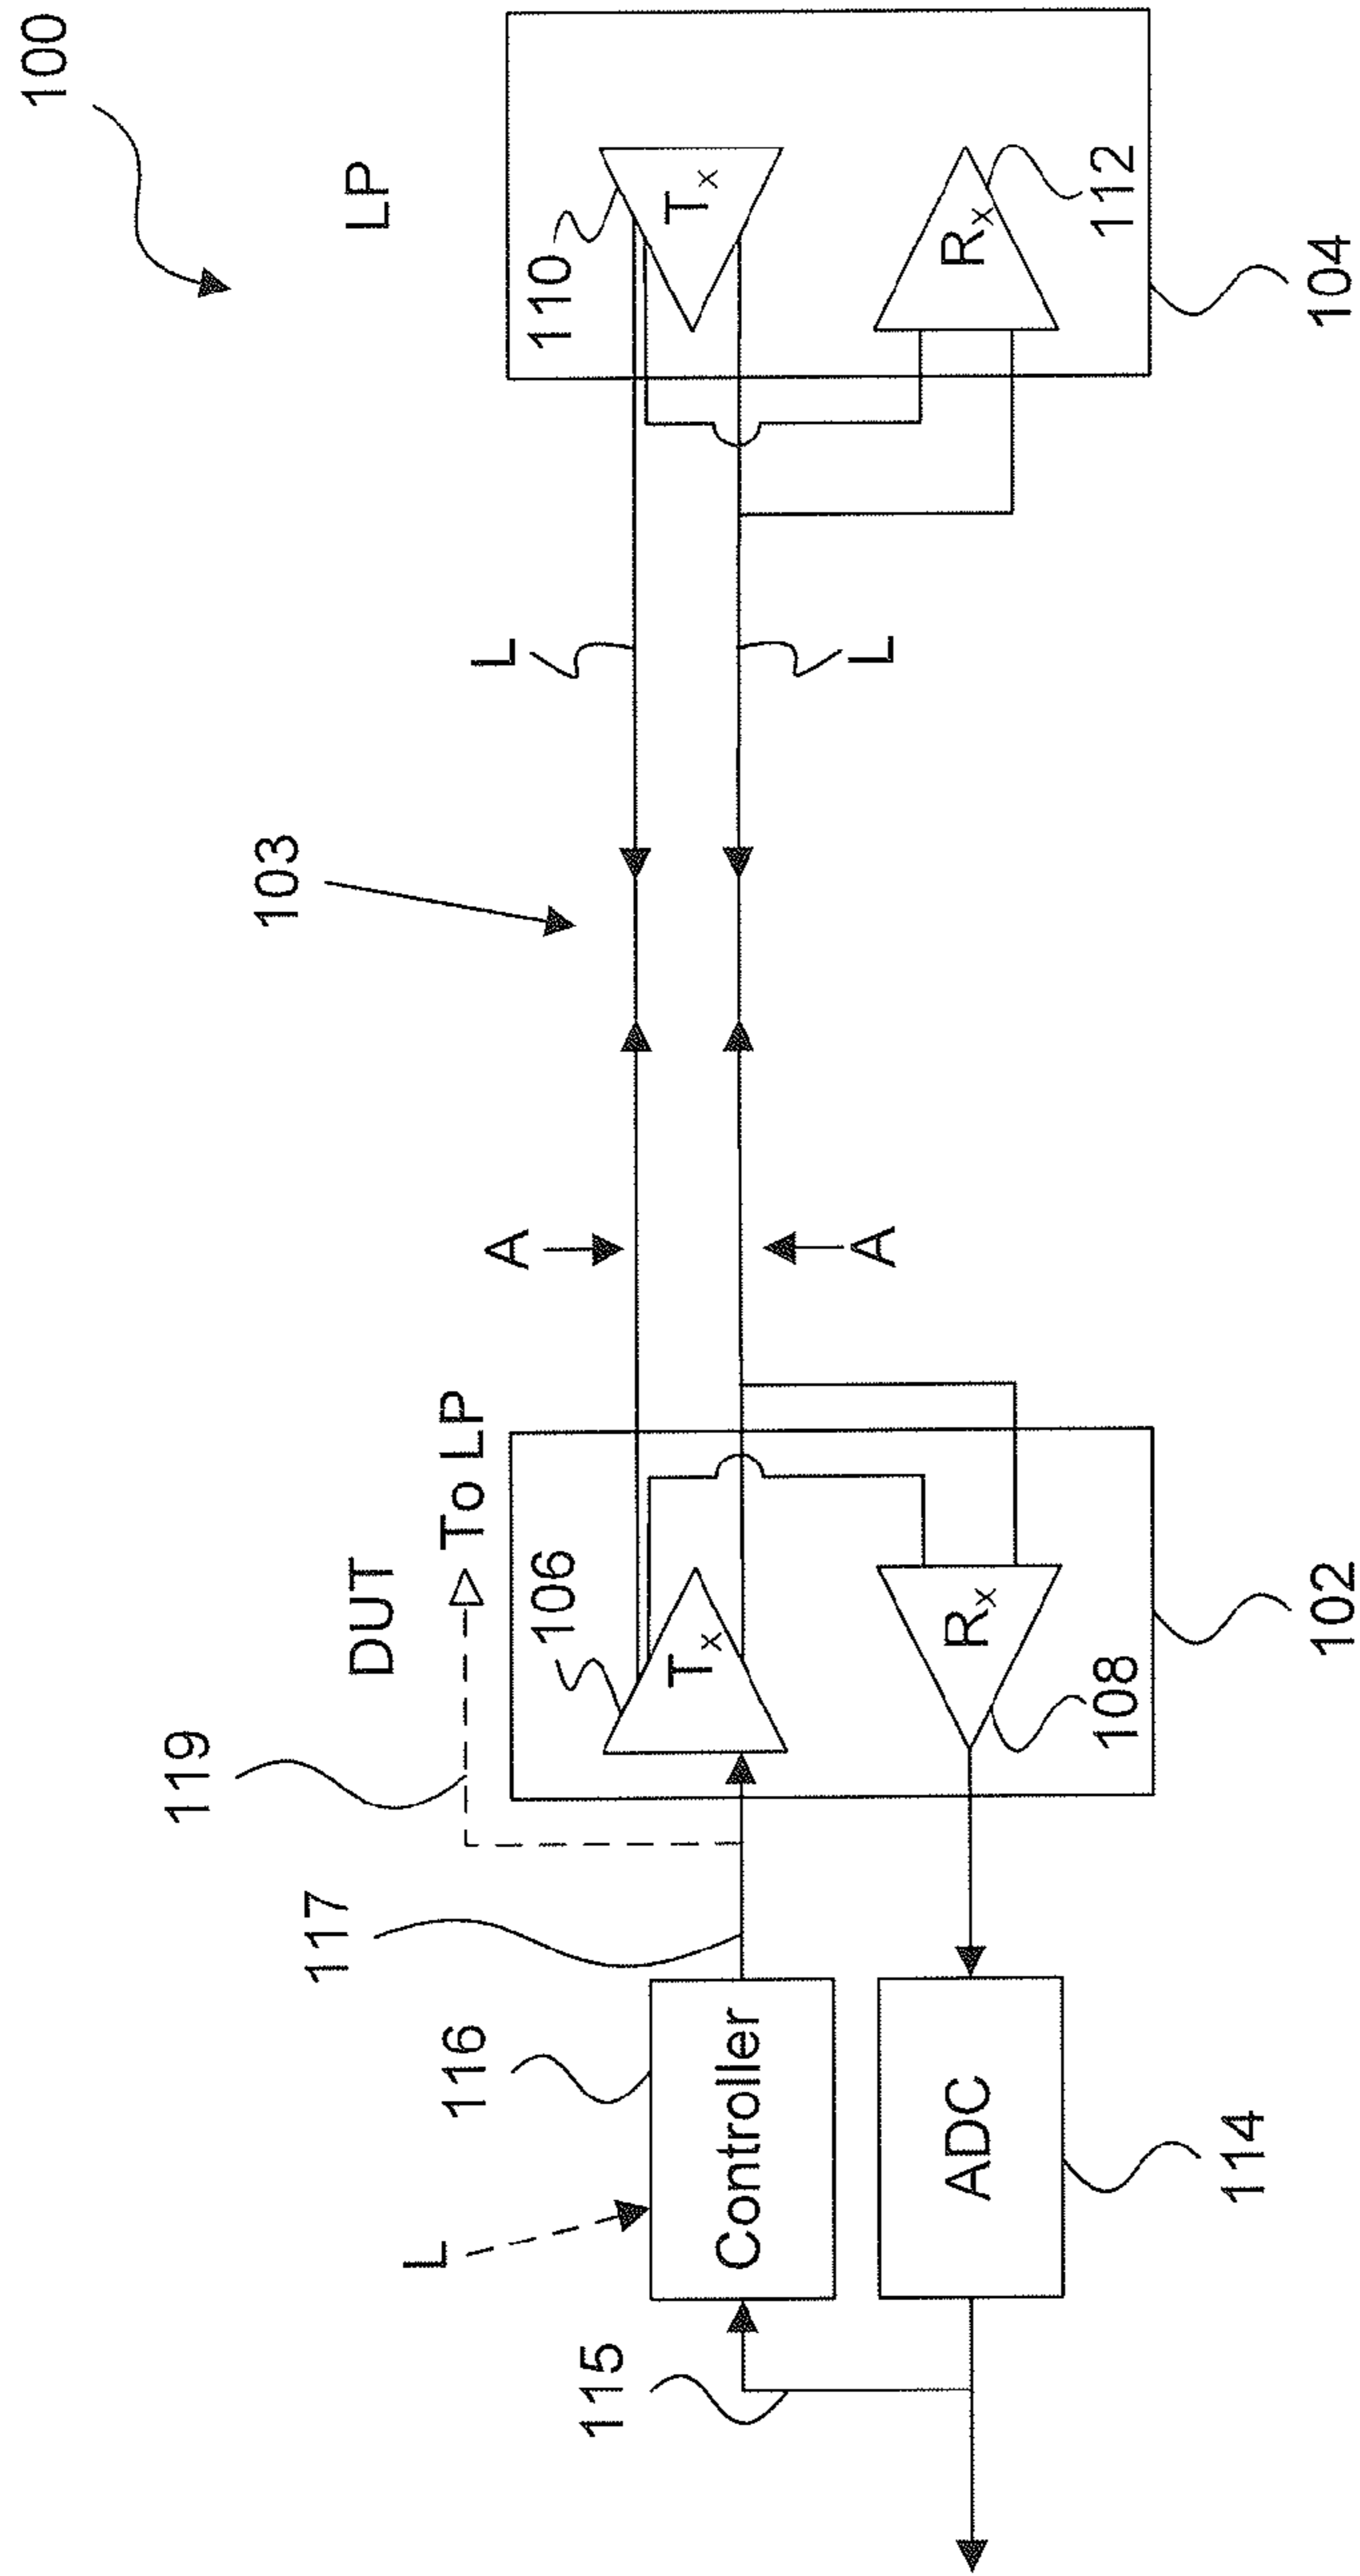 100
LP
110
Tx
Rx
112
104
103
L
L
A
A
DUT
To LP
119
106
Tx
Rx
108
102
117
116
Controller
L
ADC
114
115